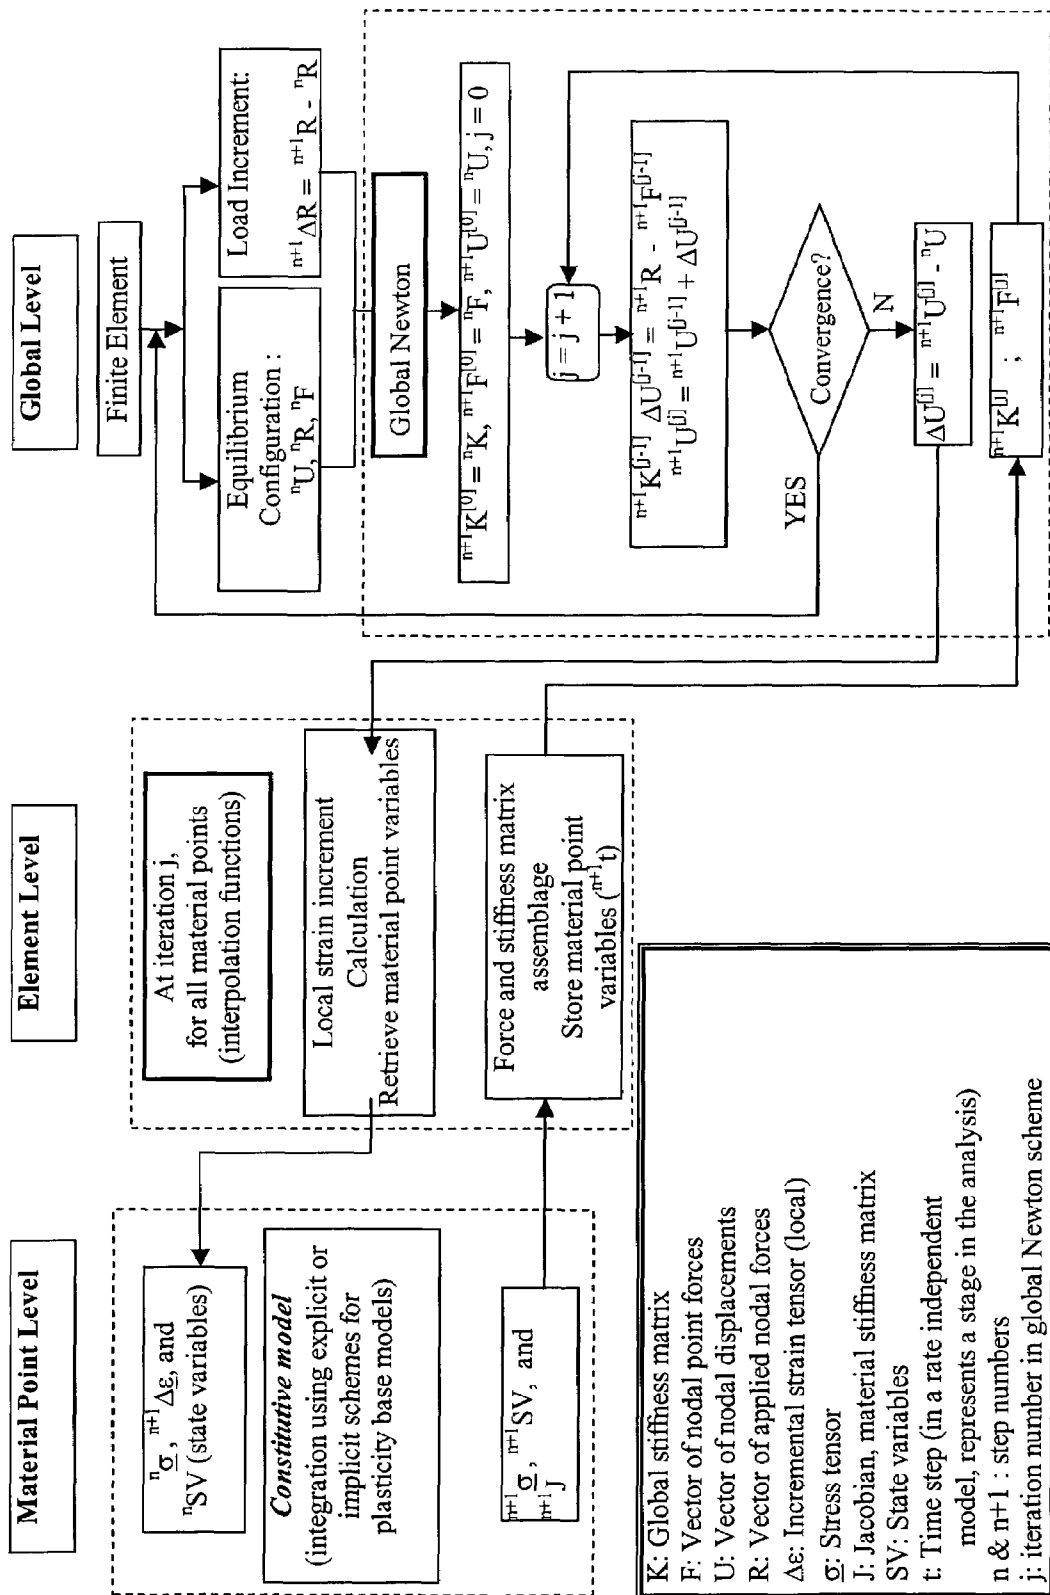 Global Level
Finite Element
Equilibrium
Configuration :
ⁿU, ⁿR, ⁿF
Load Increment:
ⁿ⁺¹ΔR = ⁿ⁺¹R - ⁿR
Global Newton
ⁿ⁺¹K[0] = ⁿK, ⁿ⁺¹F[0] = ⁿF, ⁿ⁺¹U[0] = ⁿU, j = 0
j = j + 1
ⁿ⁺¹K[j-1] ΔU[j-1] = ⁿ⁺¹R - ⁿ⁺¹F[j-1]
ⁿ⁺¹U[j] = ⁿ⁺¹U[j-1] + ΔU[j-1]
Convergence?
YES
N
ΔU[j] = ⁿ⁺¹U[j] - ⁿU
ⁿ⁺¹K[j] ; ⁿ⁺¹F[j]
Element Level
At iteration j,
for all material points
(interpolation functions)
Local strain increment
Calculation
Retrieve material point variables
Force and stiffness matrix
assemblage
Store material point
variables (ⁿ⁺¹t)
Material Point Level
ⁿσ, ⁿ⁺¹Δε, and
ⁿSV (state variables)
Constitutive model
(integration using explicit or
implicit schemes for
plasticity base models)
ⁿ⁺¹σ, ⁿ⁺¹SV, and
ⁿ⁺¹J
K: Global stiffness matrix
F: Vector of nodal point forces
U: Vector of nodal displacements
R: Vector of applied nodal forces
Δε: Incremental strain tensor (local)
σ: Stress tensor
J: Jacobian, material stiffness matrix
SV: State variables
t: Time step (in a rate independent
model, represents a stage in the analysis)
n & n+1 : step numbers
j: iteration number in global Newton scheme